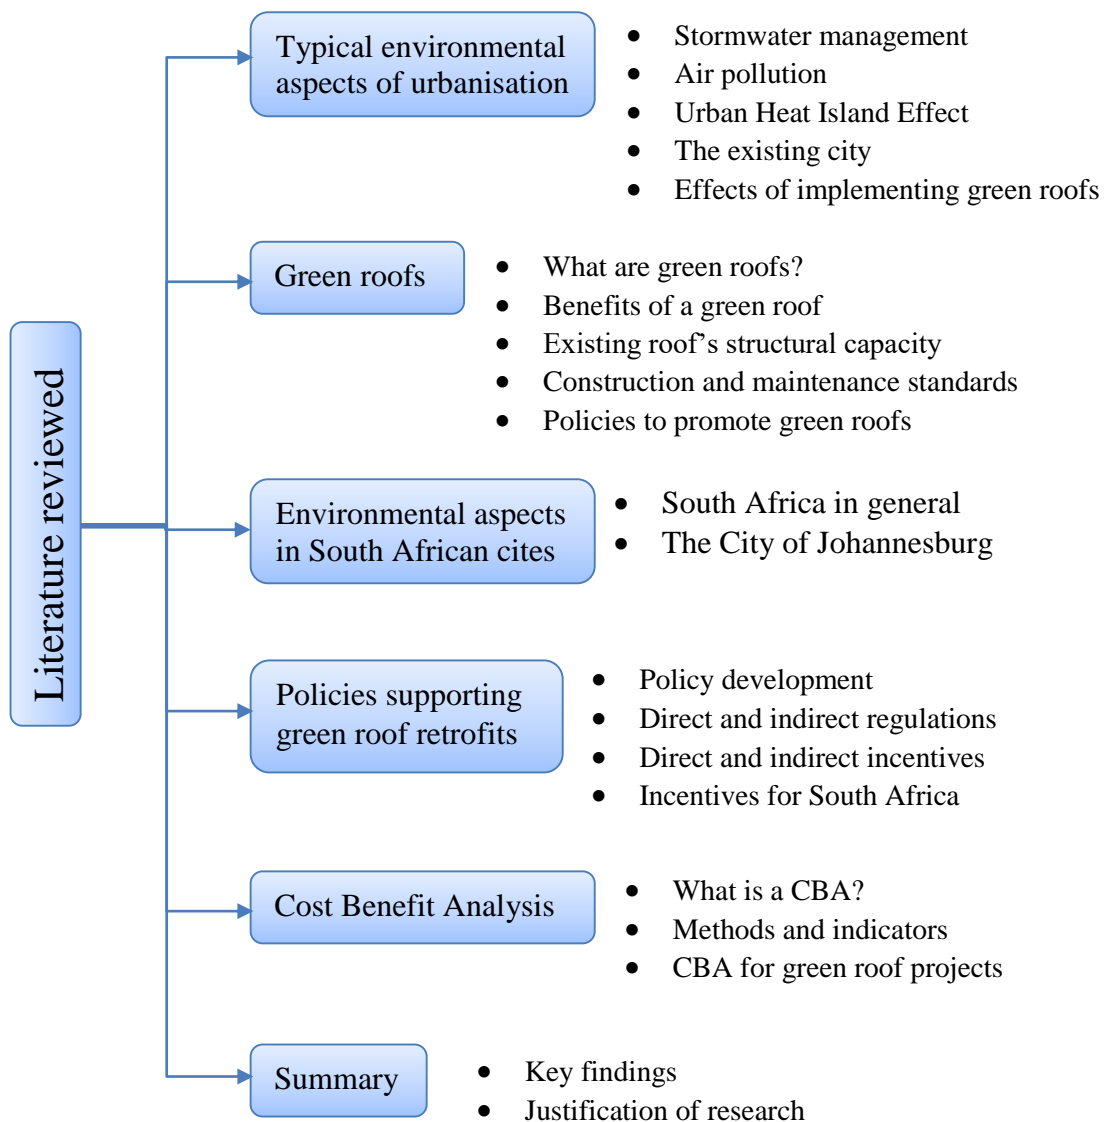 Literature reviewed
Typical environmental
aspects of urbanisation
• Stormwater management
• Air pollution
• Urban Heat Island Effect
• The existing city
• Effects of implementing green roofs
Green roofs
• What are green roofs?
• Benefits of a green roof
• Existing roof’s structural capacity
• Construction and maintenance standards
• Policies to promote green roofs
Environmental aspects
in South African cites
• South Africa in general
• The City of Johannesburg
Policies supporting
green roof retrofits
• Policy development
• Direct and indirect regulations
• Direct and indirect incentives
• Incentives for South Africa
Cost Benefit Analysis
• What is a CBA?
• Methods and indicators
• CBA for green roof projects
Summary
• Key findings
• Justification of research